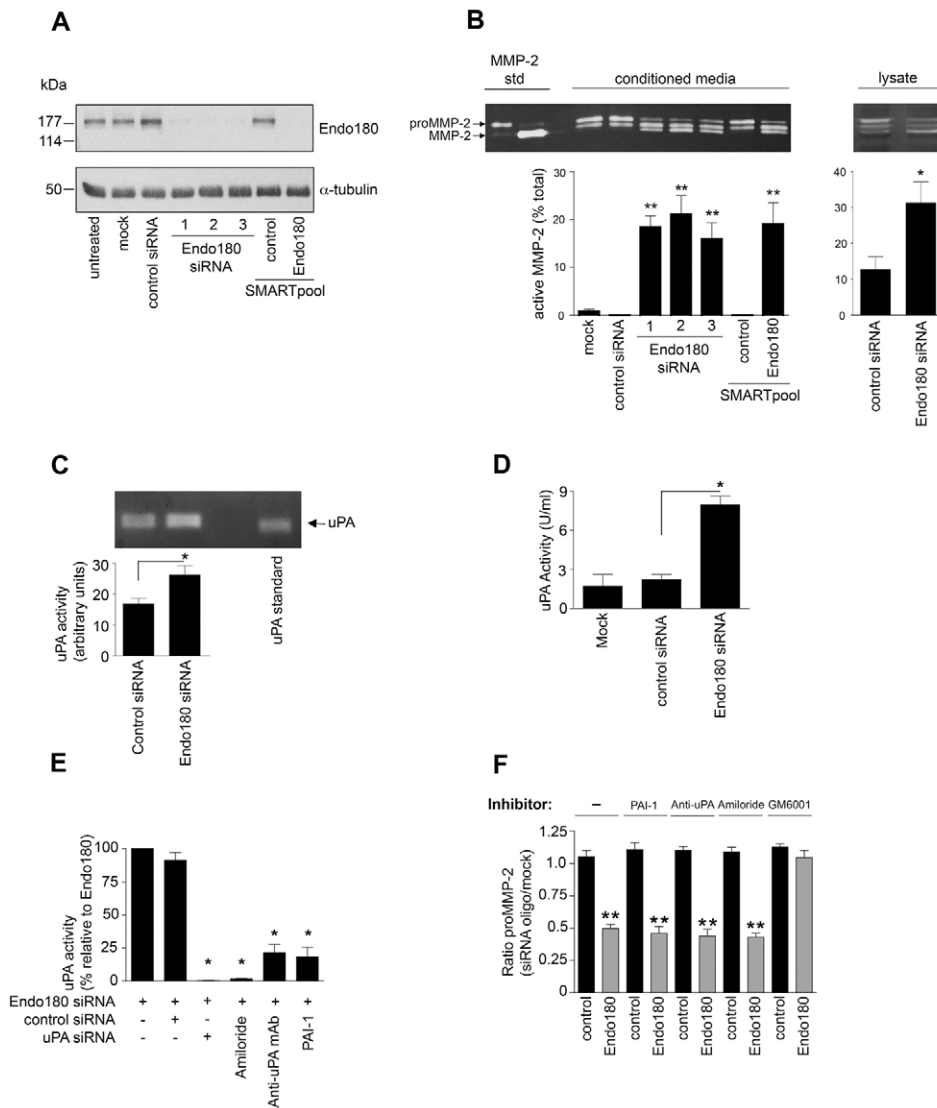 A
kDa
177
114
Endo180
50
α-tubulin
untreated
mock
control siRNA
1 2 3
Endo180
siRNA
control
Endo180
SMARTpool
B
MMP-2
std
conditioned media
lysate
proMMP-2
MMP-2
active MMP-2 (% total)
30
20
10
0
** ** ** **
mock
control siRNA
1 2 3
Endo180
siRNA
control
Endo180
SMARTpool
40
30
20
10
0
*
control siRNA
Endo180 siRNA
C
uPA
uPA standard
uPA activity
(arbitrary units)
30
20
10
0
*
Control siRNA
Endo180 siRNA
D
uPA Activity (U/ml)
9
6
3
0
*
Mock
control siRNA
Endo180 siRNA
E
uPA activity
(% relative to Endo180)
100
75
50
25
0
* * * *
Endo180 siRNA + + + + + +
control siRNA - +
uPA siRNA - - +
Amiloride
Anti-uPA mAb
PAI-1
F
Inhibitor: – PAI-1 Anti-uPA Amiloride GM6001
Ratio proMMP-2
(siRNA oligo/mock)
1.25
1.0
0.75
0.5
0.25
0
** ** ** **
control
Endo180
control
Endo180
control
Endo180
control
Endo180
control
Endo180